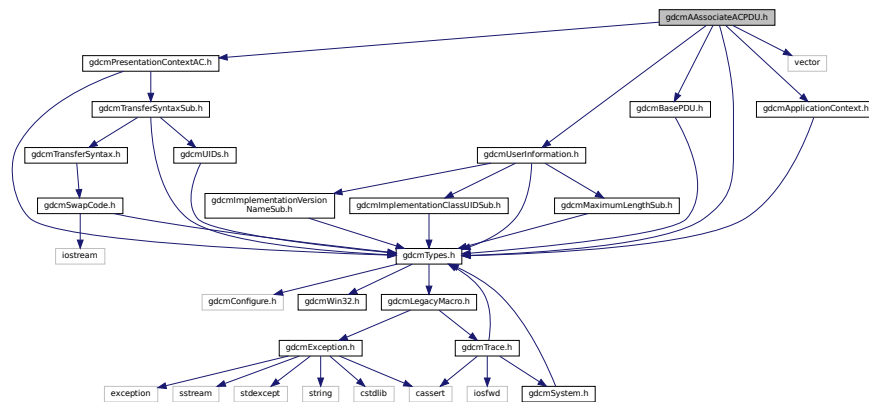 gdcmAAssociateACPDU.h
gdcmPresentationContextAC.h
vector
gdcmTransferSyntaxSub.h
gdcmBasePDU.h
gdcmApplicationContext.h
gdcmTransferSyntax.h
gdcmUIDs.h
gdcmUserInformation.h
gdcmSwapCode.h
gdcmImplementationVersion
NameSub.h
gdcmImplementationClassUIDSub.h
gdcmMaximumLengthSub.h
iostream
gdcmTypes.h
gdcmConfigure.h
gdcmWin32.h
gdcmLegacyMacro.h
gdcmException.h
gdcmTrace.h
exception
sstream
stdexcept
string
cstdlib
cassert
iosfwd
gdcmSystem.h